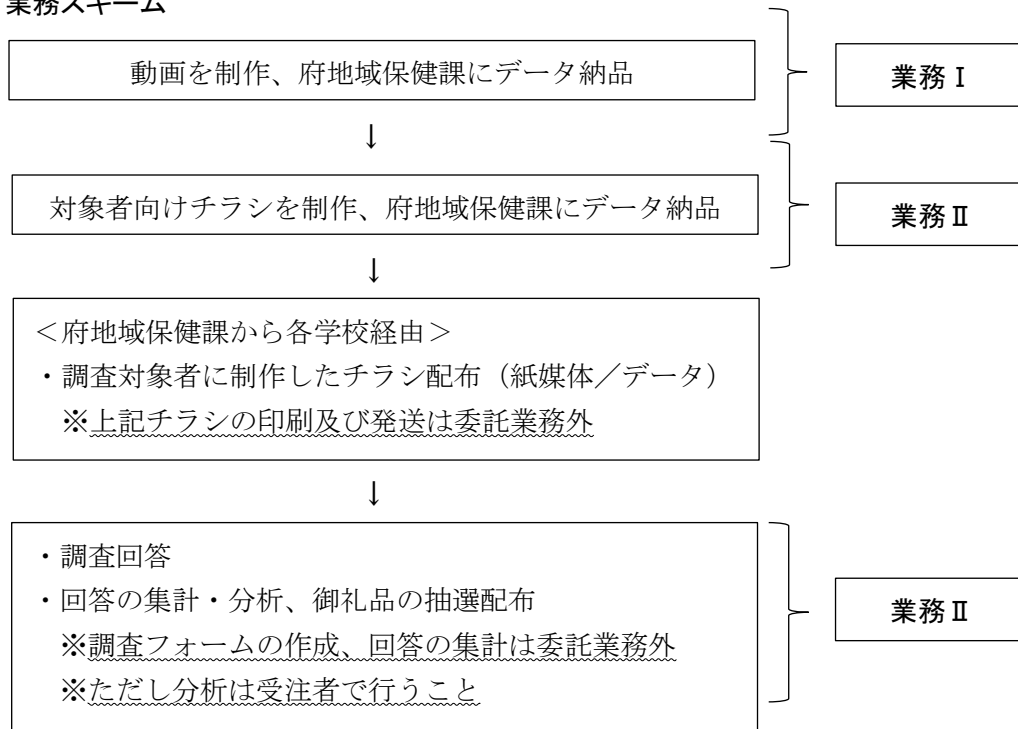 業務スキーム
動画を制作、府地域保健課にデータ納品
業務Ⅰ
↓
対象者向けチラシを制作、府地域保健課にデータ納品
業務Ⅱ
↓
＜府地域保健課から各学校経由＞
・調査対象者に制作したチラシ配布（紙媒体／データ）
※上記チラシの印刷及び発送は委託業務外
↓
・調査回答
・回答の集計・分析、御礼品の抽選配布
※調査フォームの作成、回答の集計は委託業務外
※ただし分析は受注者で行うこと
業務Ⅱ